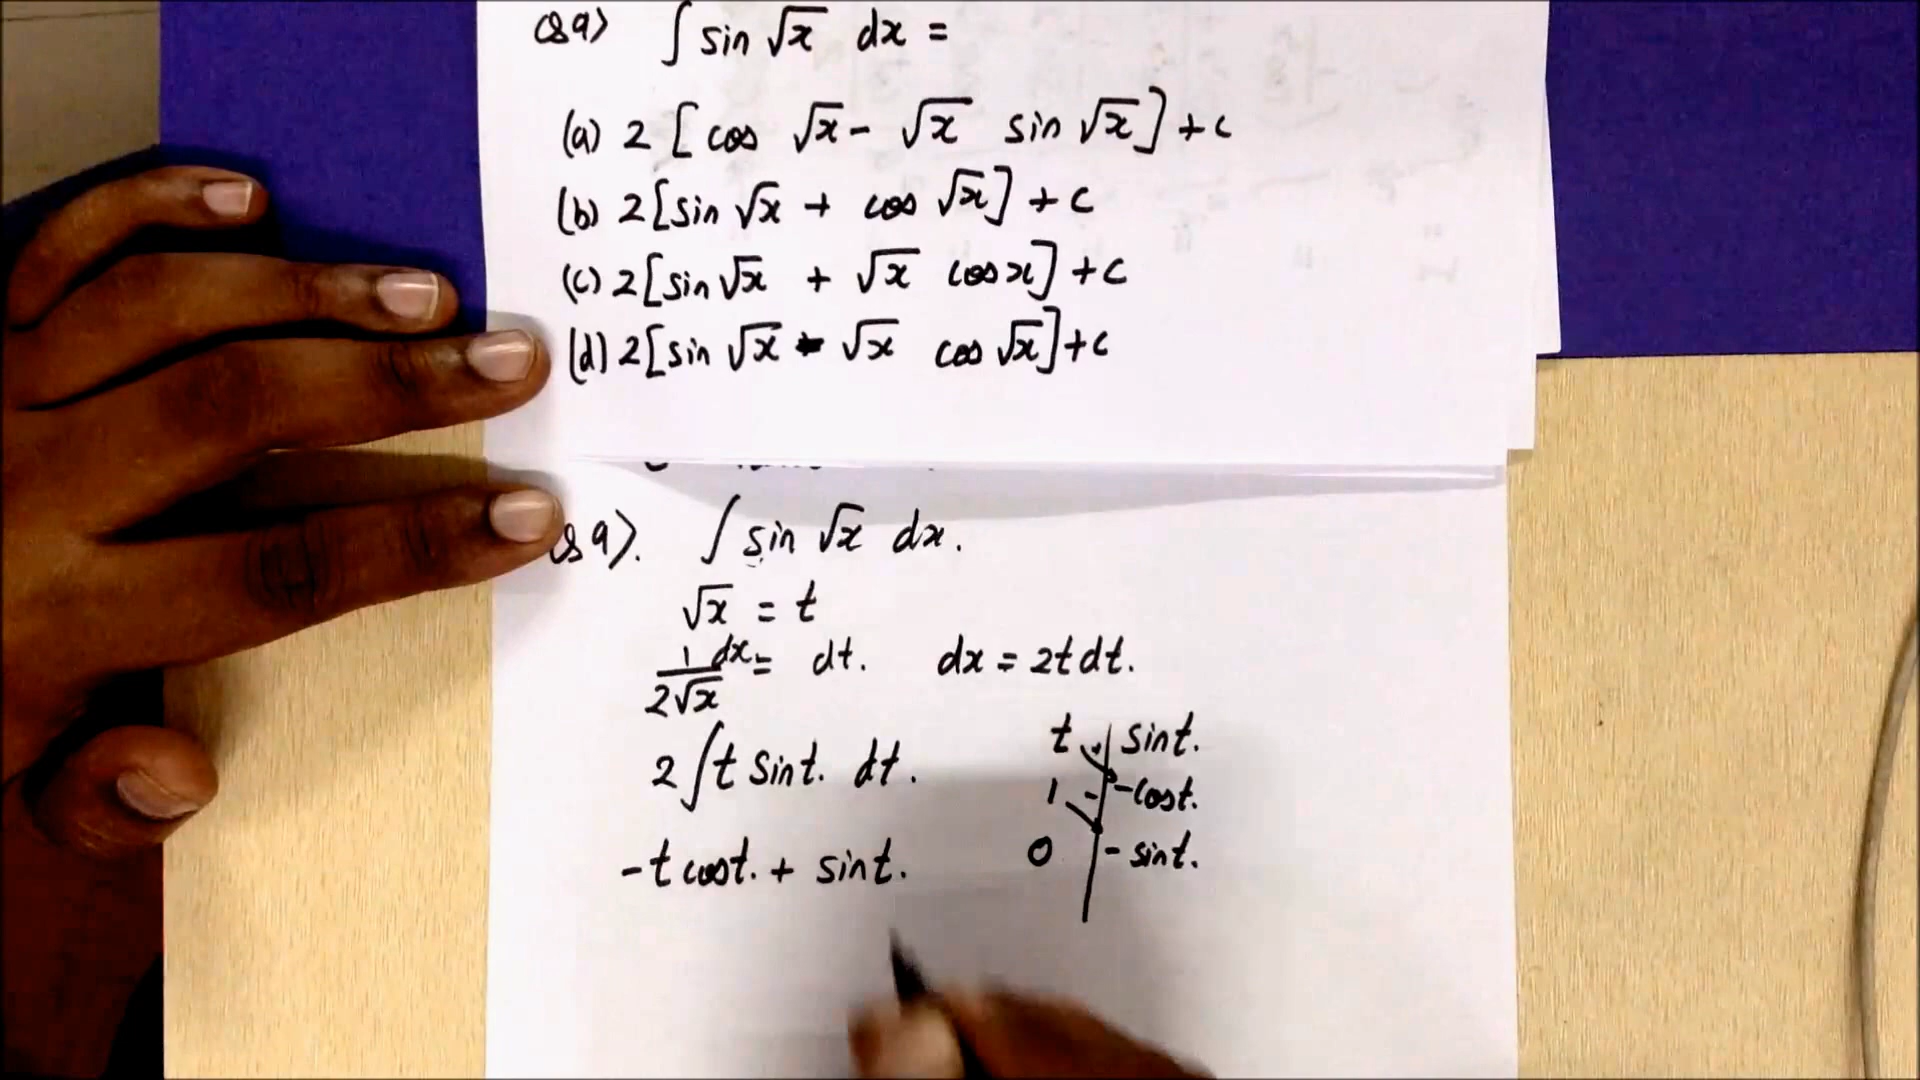 Q9) ∫ sin √x dx =
(a) 2 [ cos √x - √x sin √x ] + c
(b) 2 [ sin √x + cos √x ] + c
(c) 2 [ sin √x + √x cos x ] + c
(d) 2 [ sin √x - √x cos √x ] + c
Q9). ∫ sin √x dx.
√x = t
1/2√x dx = dt. dx = 2t dt.
2 ∫ t sint. dt.
t sint.
1 - -cost.
0 - sint.
-t cost. + sint.